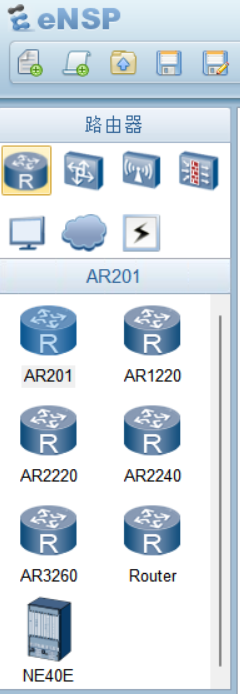 eNSP
路由器
R
AR201
R R
AR201 AR1220
R R
AR2220 AR2240
R R
AR3260 Router
NE40E